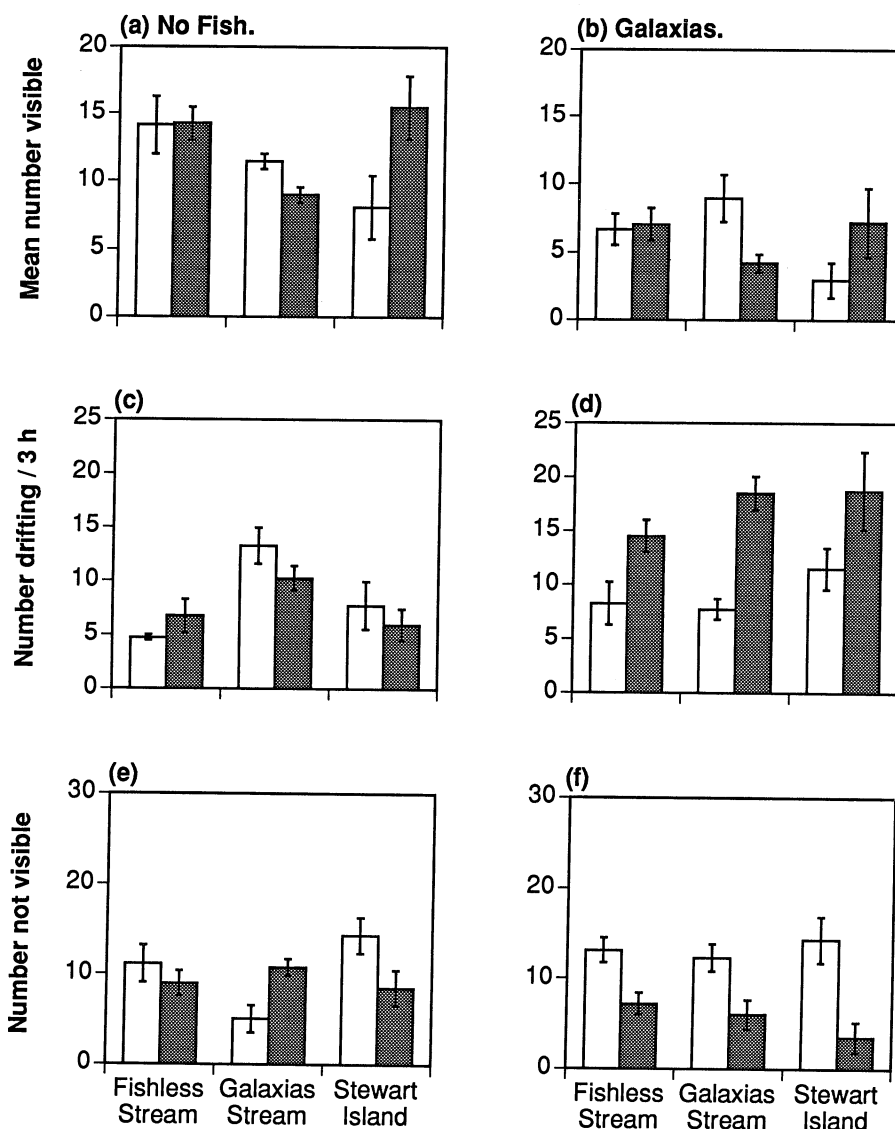 (a) No Fish.
Mean number visible
20
15
10
5
0
(b) Galaxias.
20
15
10
5
0
(c)
Number drifting / 3 h
25
20
15
10
5
0
(d)
25
20
15
10
5
0
(e)
Number not visible
30
20
10
0
Fishless
Stream
Galaxias
Stream
Stewart
Island
(f)
30
20
10
0
Fishless
Stream
Galaxias
Stream
Stewart
Island